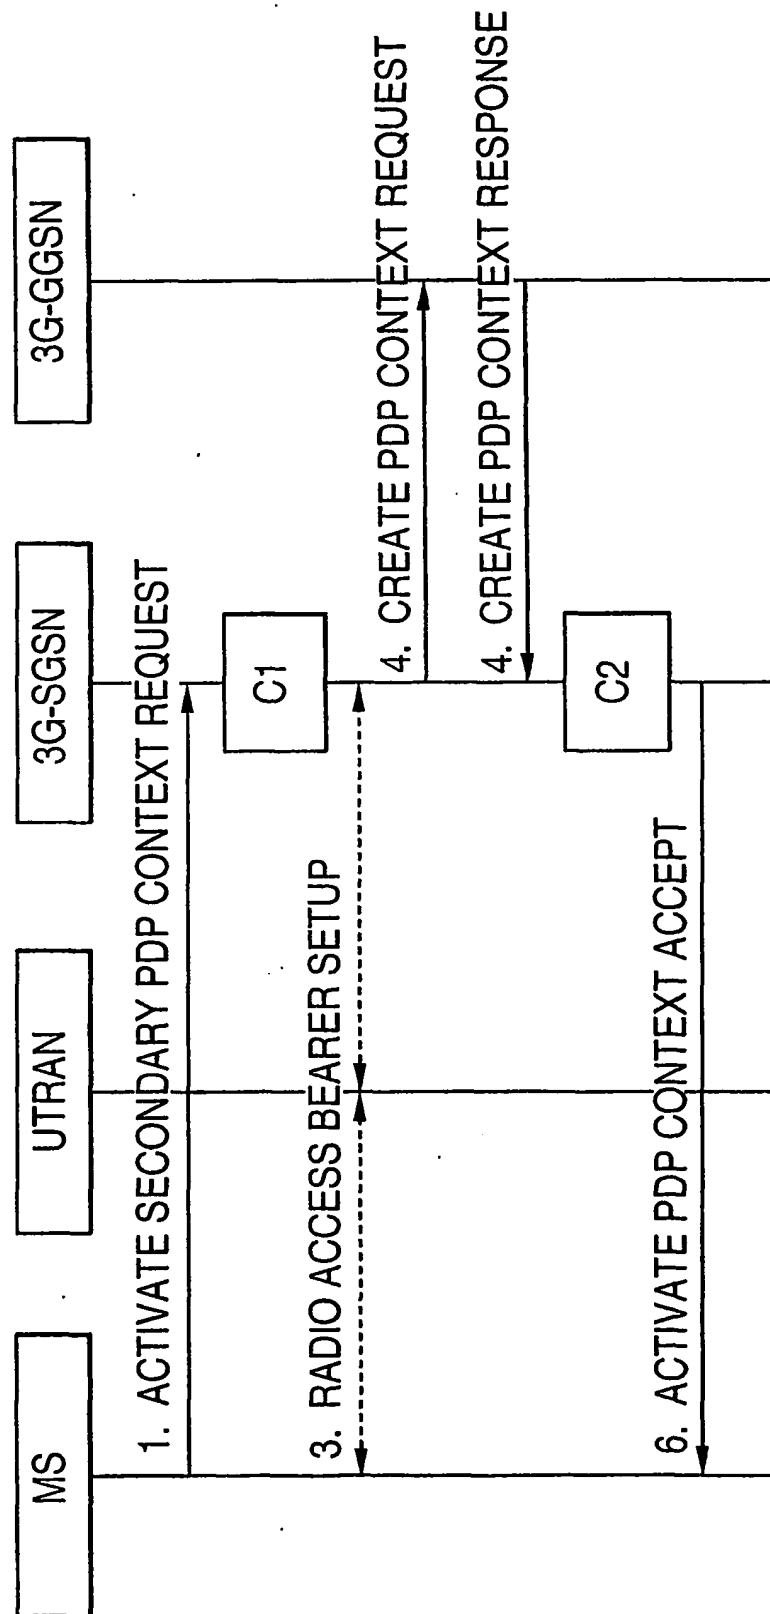 MS
UTRAN
3G-SGSN
3G-GGSN
1. ACTIVATE SECONDARY PDP CONTEXT REQUEST
C1
3. RADIO ACCESS BEARER SETUP
4. CREATE PDP CONTEXT REQUEST
4. CREATE PDP CONTEXT RESPONSE
C2
6. ACTIVATE PDP CONTEXT ACCEPT